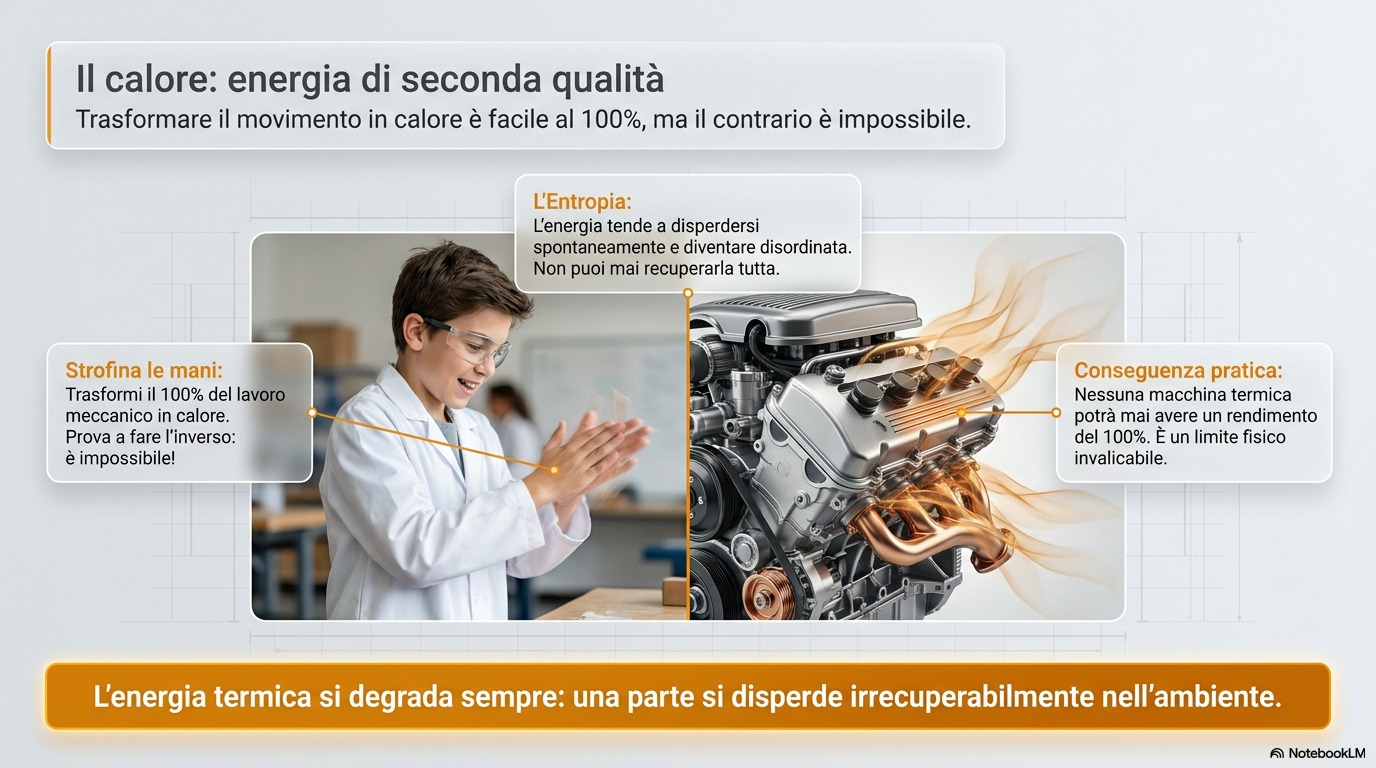 Il calore: energia di seconda qualità
Trasformare il movimento in calore è facile al 100%, ma il contrario è impossibile.
L'Entropia:
L'energia tende a disperdersi
spontaneamente e diventare disordinata.
Non puoi mai recuperarla tutta.
Strofina le mani:
Trasformi il 100% del lavoro
meccanico in calore.
Prova a fare l'inverso:
è impossibile!
Conseguenza pratica:
Nessuna macchina termica
potrà mai avere un rendimento
del 100%. È un limite fisico
invalicabile.
L'energia termica si degrada sempre: una parte si disperde irrecuperabilmente nell'ambiente.
NotebookLM